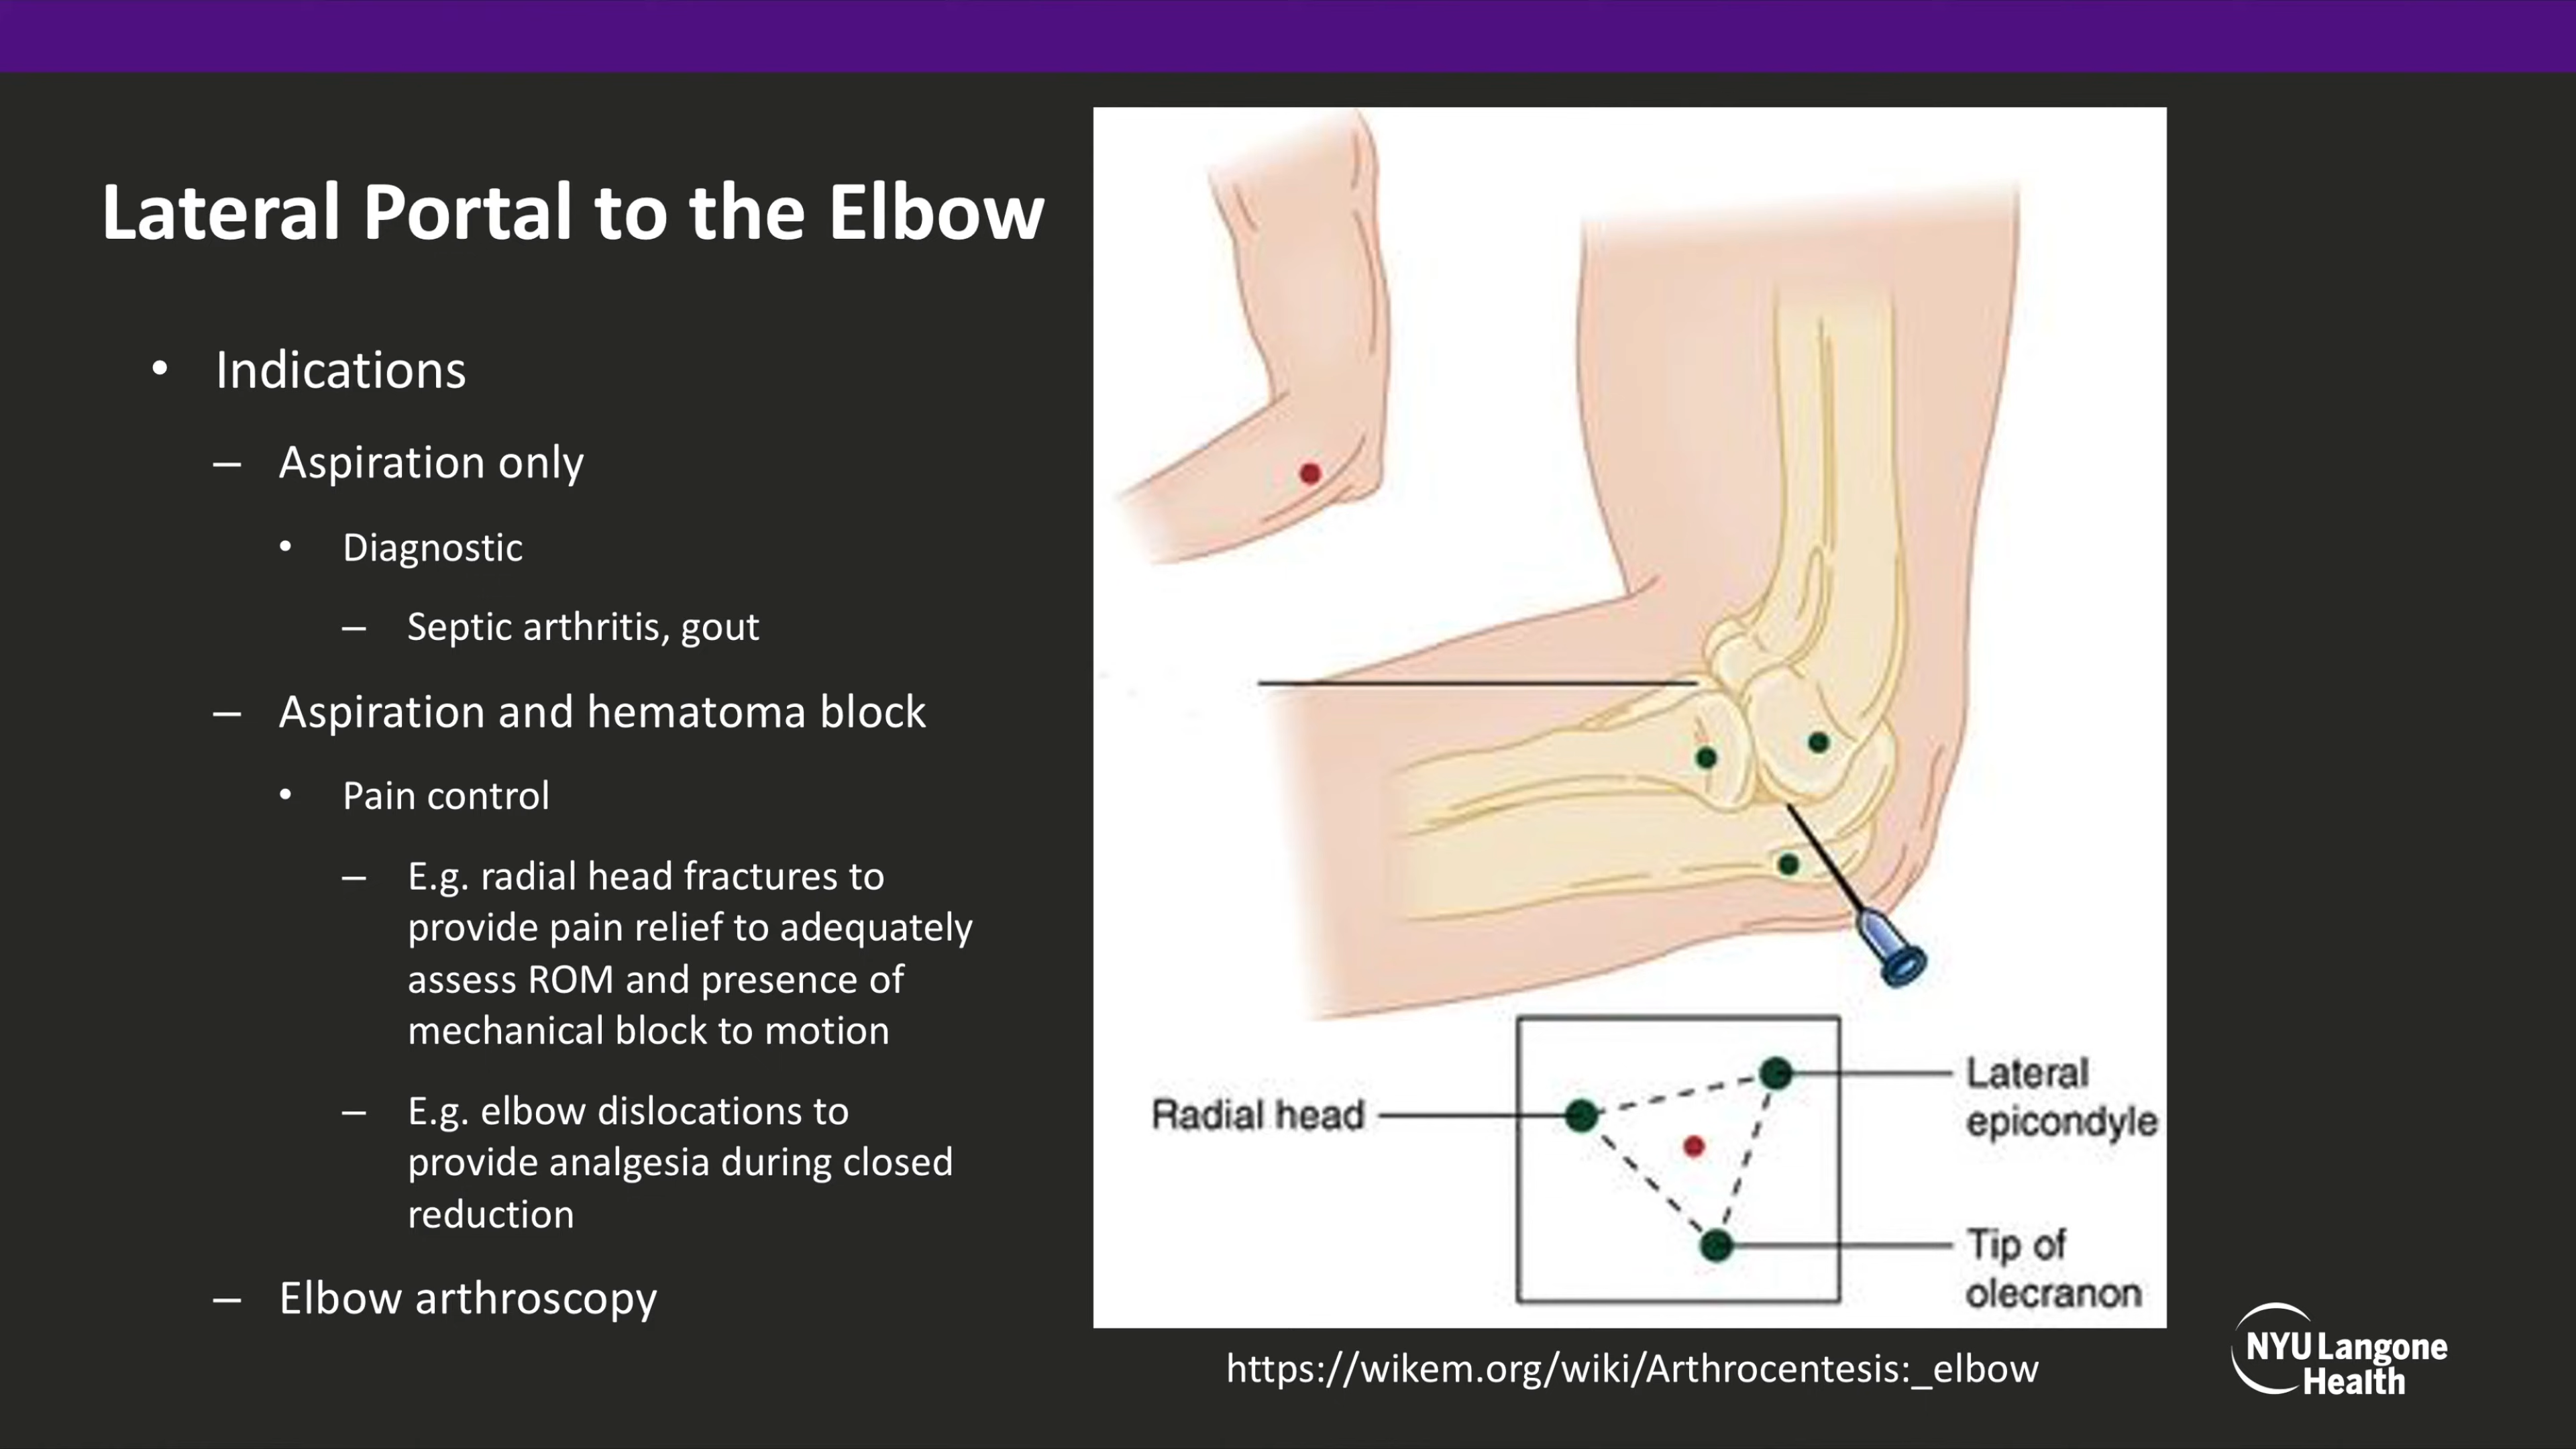 Lateral Portal to the Elbow
• Indications
– Aspiration only
• Diagnostic
– Septic arthritis, gout
– Aspiration and hematoma block
• Pain control
– E.g. radial head fractures to
provide pain relief to adequately
assess ROM and presence of
mechanical block to motion
– E.g. elbow dislocations to
provide analgesia during closed
reduction
– Elbow arthroscopy
Radial head
Lateral
epicondyle
Tip of
olecranon
https://wikem.org/wiki/Arthrocentesis:_elbow
NYU Langone
Health